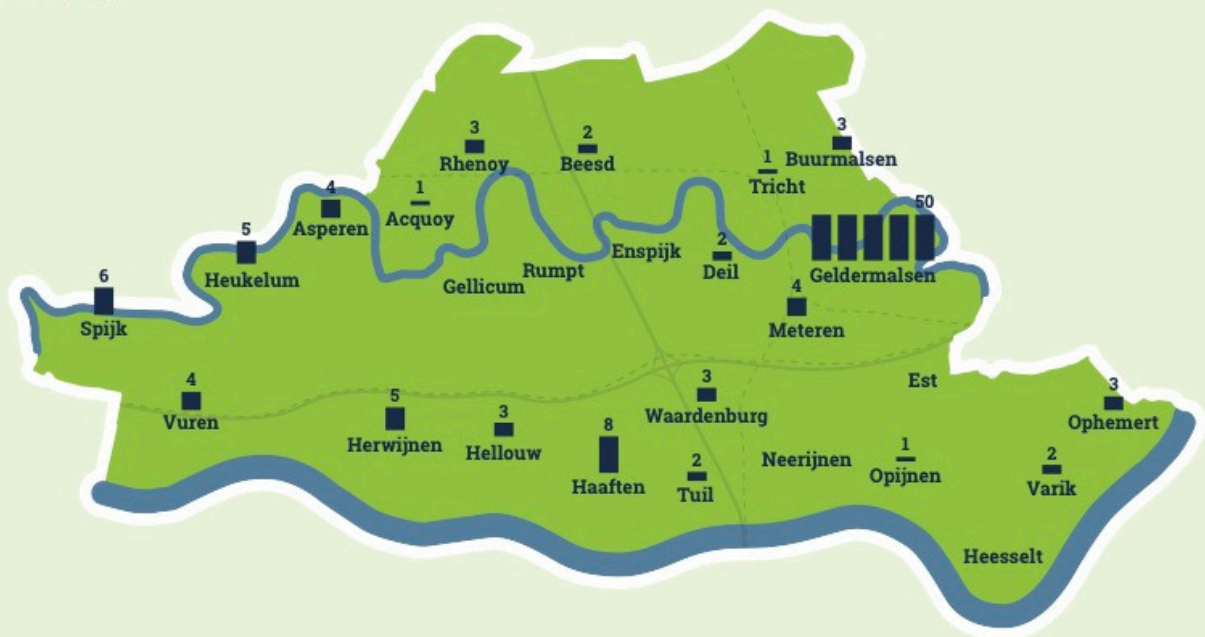 3
Rhenoy
2
Beesd
3
Buurmalsen
1
Tricht
4
Asperen
1
Acquoy
50
Geldermalsen
5
Heukelum
Enspijk
2
Deil
Rumpt
Gellicum
6
Spijk
4
Meteren
Est
4
Vuren
5
Herwijnen
3
Hellouw
8
Haaften
3
Waardenburg
2
Tuil
Neerijnen
1
Opijnen
2
Varik
3
Ophemert
Heesselt